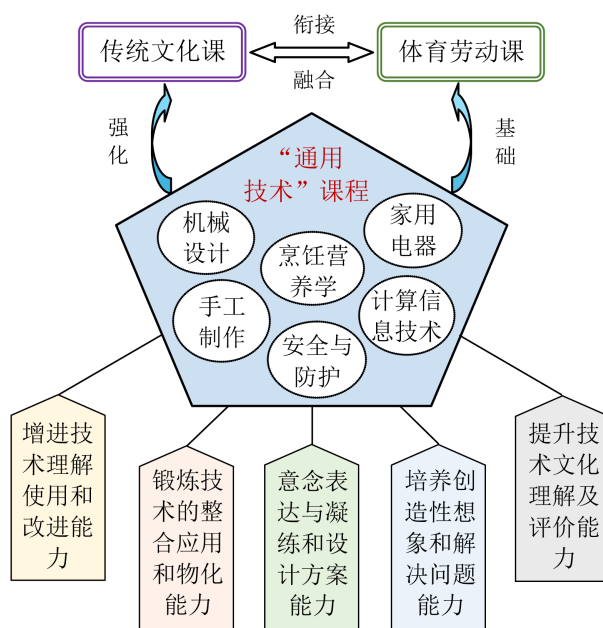 衔接
传统文化课
体育劳动课
融合
强
化
基
础
“通用
技术”课程
机械
设计
家用
电器
烹饪营
养学
手工
制作
计算信
息技术
安全与
防护
增进技
术理解
使用和
改进能
力
锻炼技
术的整
合应用
和物化
能力
意念表
达与凝
练和设
计方案
能力
培养创
造性想
象和解
决问题
能力
提升技
术文化
理解及
评价能
力